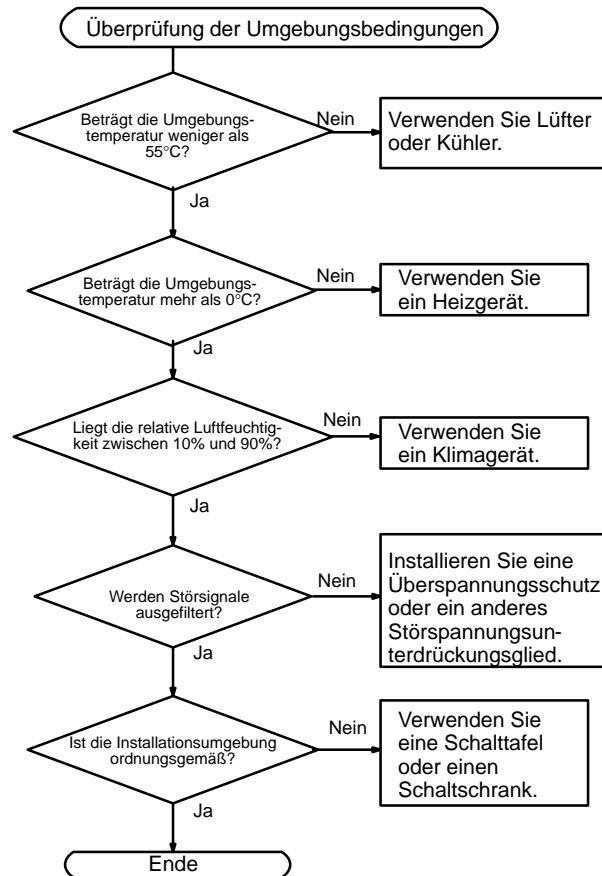 Überprüfung der Umgebungsbedingungen
Beträgt die Umgebungs-
temperatur weniger als
55°C?
Nein
Verwenden Sie Lüfter
oder Kühler.
Ja
Beträgt die Umgebungs-
temperatur mehr als 0°C?
Nein
Verwenden Sie
ein Heizgerät.
Ja
Liegt die relative Luftfeuchtig-
keit zwischen 10% und 90%?
Nein
Verwenden Sie
ein Klimagerät.
Ja
Werden Störsignale
ausgefiltert?
Nein
Installieren Sie eine
Überspannungsschutz
oder ein anderes
Störspannungsun-
terdrückungsglied.
Ja
Ist die Installationsumgebung
ordnungsgemäß?
Nein
Verwenden Sie
eine Schalttafel
oder einen
Schaltschrank.
Ja
Ende